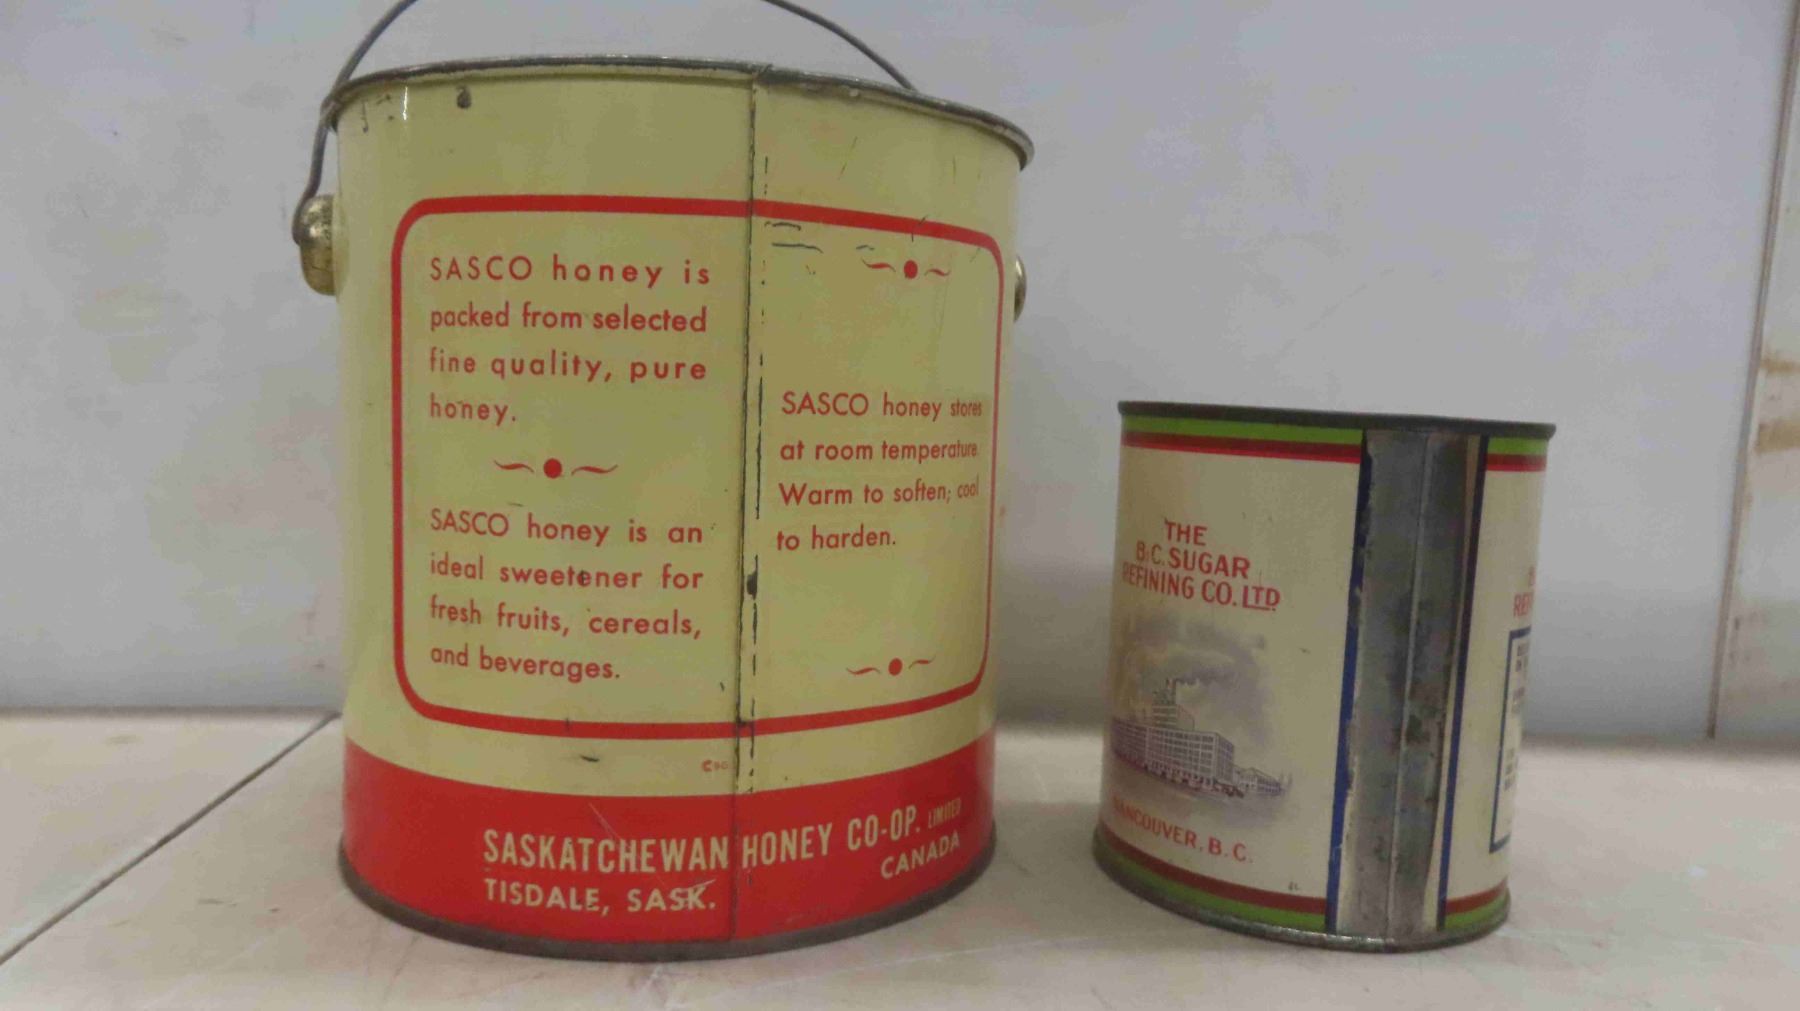 SASCO honey is
packed from selected
fine quality, pure
honey.
SASCO honey is an
ideal sweetener for
fresh fruits, cereals,
and beverages.
SASCO honey stores
at room temperature.
Warm to soften; cool
to harden.
SASKATCHEWAN HONEY CO-OP. LIMITED
TISDALE, SASK. CANADA
THE
B.C. SUGAR
REFINING CO. LTD
VANCOUVER, B.C.